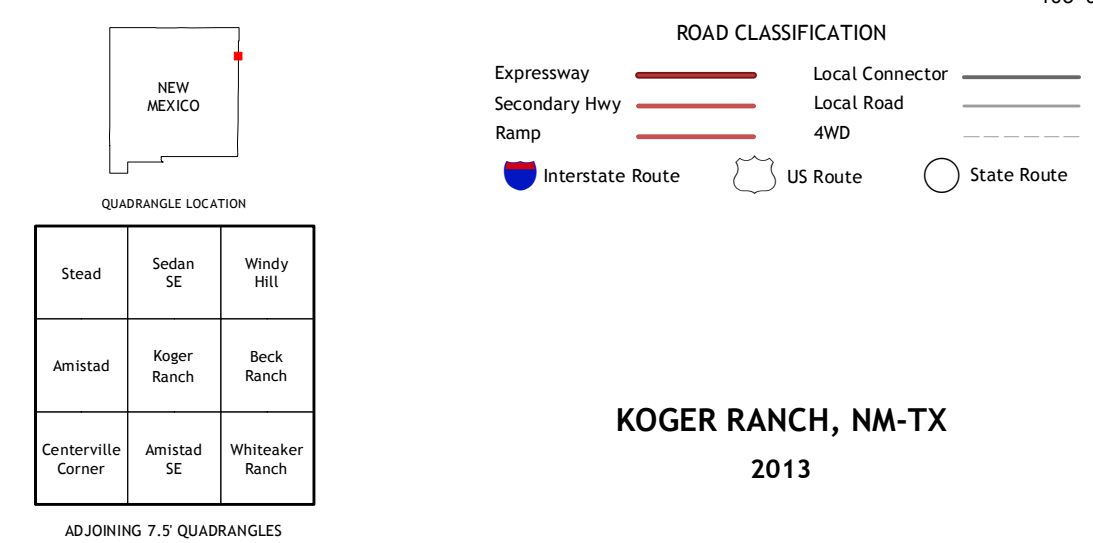 NEW
MEXICO
QUADRANGLE LOCATION
ROAD CLASSIFICATION
Expressway
Local Connector
Secondary Hwy
Local Road
Ramp
4WD
Interstate Route
US Route
State Route
Stead
Sedan
SE
Windy
Hill
Amistad
Koger
Ranch
Beck
Ranch
Centerville
Corner
Amistad
SE
Whiteaker
Ranch
ADJOINING 7.5' QUADRANGLES
KOGER RANCH, NM-TX
2013